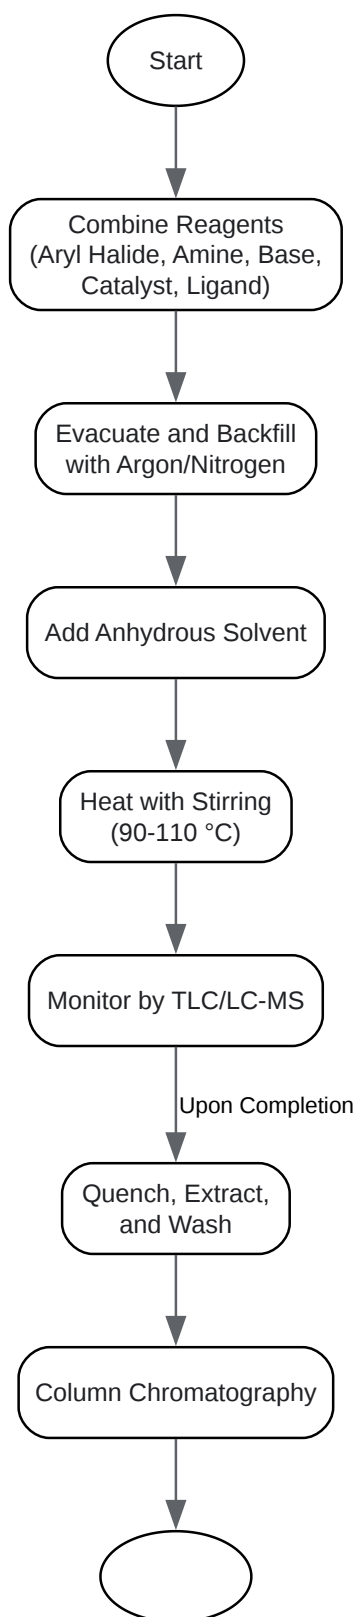 Start
Combine Reagents
(Aryl Halide, Amine, Base,
Catalyst, Ligand)
Evacuate and Backfill
with Argon/Nitrogen
Add Anhydrous Solvent
Heat with Stirring
(90-110 °C)
Monitor by TLC/LC-MS
Upon Completion
Quench, Extract,
and Wash
Column Chromatography